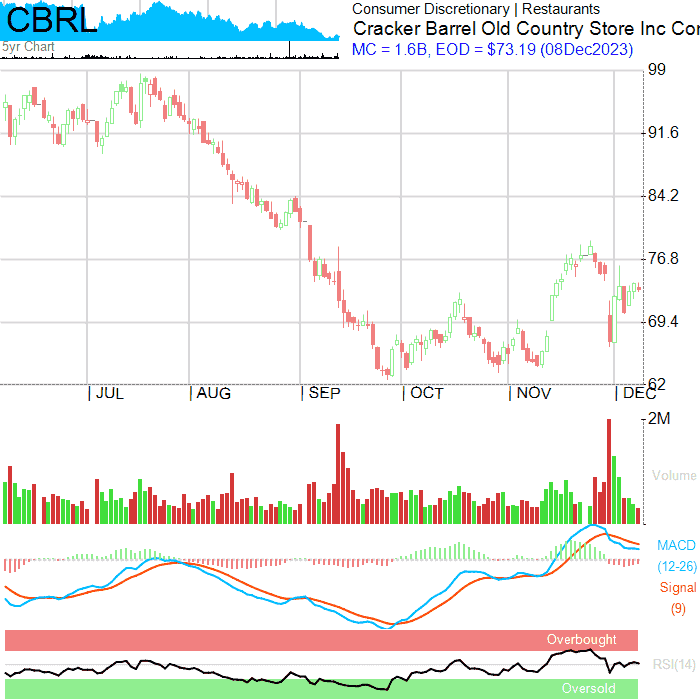 CBRL
5yr Chart
Consumer Discretionary | Restaurants
Cracker Barrel Old Country Store Inc Cor
MC = 1.6B, EOD = $73.19 (08Dec2023)
99
91.6
84.2
76.8
69.4
62
JUL
AUG
SEP
OCT
NOV
DEC
2M
Volume
MACD
(12-26)
Signal
(9)
Overbought
RSI(14)
Oversold